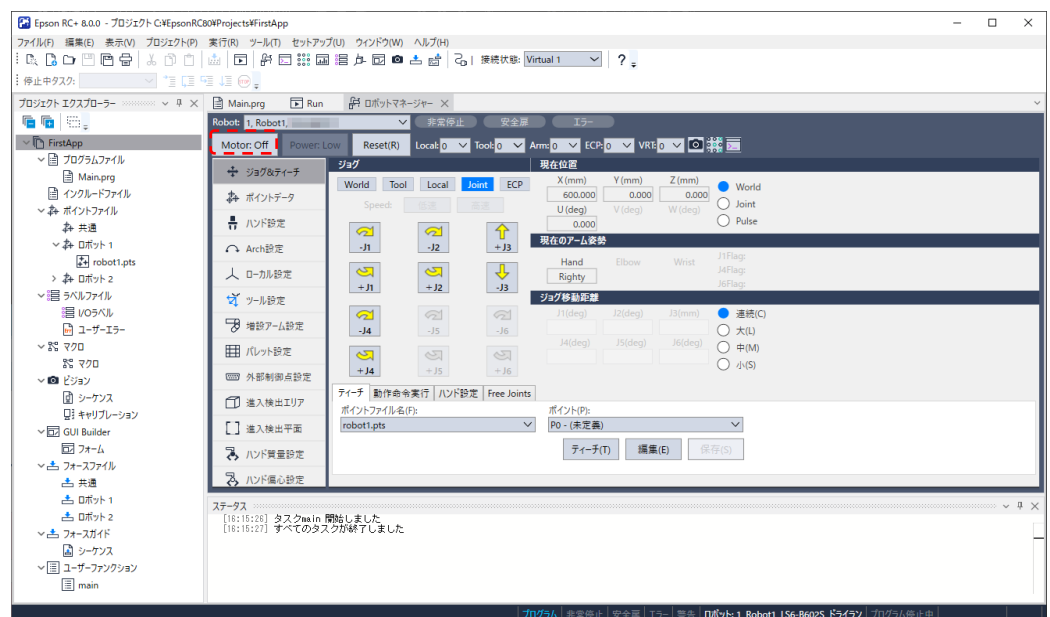 Epson RC+ 8.0.0 - プロジェクト C:¥EpsonRC80¥Projects¥FirstApp
ファイル(F) 編集(E) 表示(V) プロジェクト(P) 実行(R) ツール(T) セットアップ(U) ウィンドウ(W) ヘルプ(H)
接続状態: Virtual 1
停止中タスク:
プロジェクト エクスプローラー
FirstApp
プログラムファイル
Main.prg
インクルードファイル
ポイントファイル
共通
ロボット 1
robot1.pts
ロボット 2
ラベルファイル
I/Oラベル
ユーザーエラー
マクロ
マクロ
ビジョン
シーケンス
キャリブレーション
GUI Builder
フォーム
フォースファイル
共通
ロボット 1
ロボット 2
フォースガイド
シーケンス
ユーザーファンクション
main
Main.prg Run ロボットマネージャー
Robot: 1, Robot1, 非常停止 安全扉 エラー
Motor: Off Power: Low Reset(R) Local: 0 Tool: 0 Arm: 0 ECP: 0 VRT: 0
ジョグ&ティーチ
ポイントデータ
ハンド設定
Arch設定
ローカル設定
ツール設定
増設アーム設定
パレット設定
外部制御点設定
進入検出エリア
進入検出平面
ハンド質量設定
ハンド偏心設定
ジョグ
World Tool Local Joint ECP
Speed: 低速 高速
-J1 -J2 +J3
+J1 +J2 -J3
-J4 -J5 -J6
+J4 +J5 +J6
現在位置
X (mm) Y (mm) Z (mm)
600.000 0.000 0.000
U (deg) V (deg) W (deg)
0.000
World
Joint
Pulse
現在のアーム姿勢
Hand Elbow Wrist
Righty
J1Flag:
J4Flag:
J6Flag:
ジョグ移動距離
J1(deg) J2(deg) J3(mm)
J4(deg) J5(deg) J6(deg)
連続(C)
大(L)
中(M)
小(S)
ティーチ 動作命令実行 ハンド設定 Free Joints
ポイントファイル名(F): ポイント(P):
robot1.pts P0 - (未定義)
ティーチ(T) 編集(E) 保存(S)
ステータス
[16:15:26] タスクmain 開始しました
[16:15:27] すべてのタスクが終了しました
プログラム 非常停止 安全扉 エラー 警告 ロボット: 1, Robot1, LS6-B602S, ドライラン プログラム停止中